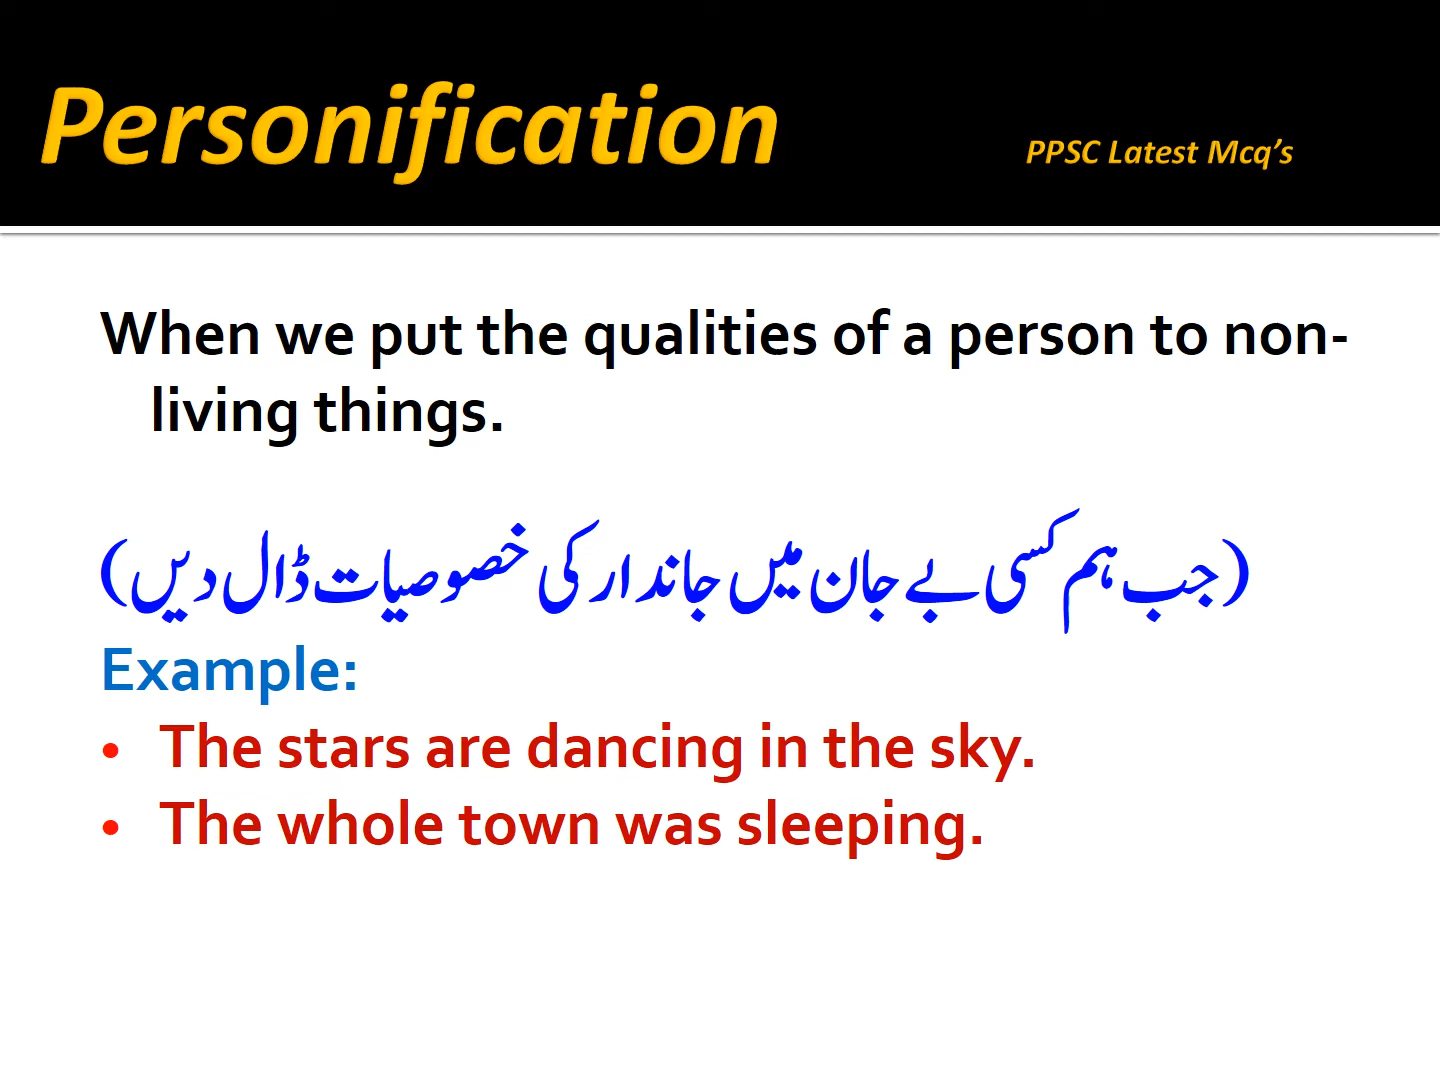 Personification
PPSC Latest Mcq's
When we put the qualities of a person to non-
living things.
(جب ہم کسی بے جان میں جاندار کی خصوصیات ڈال دیں)
Example:
• The stars are dancing in the sky.
• The whole town was sleeping.